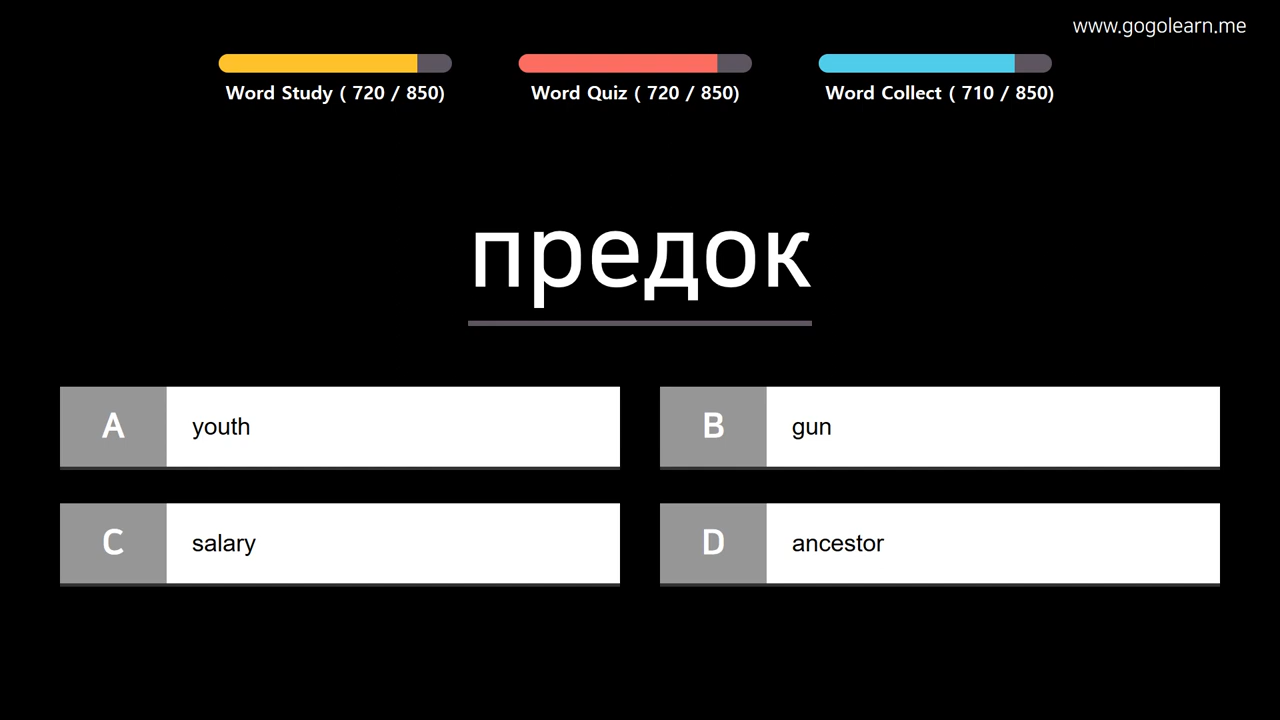 www.gogolearn.me
Word Study ( 720 / 850)
Word Quiz ( 720 / 850)
Word Collect ( 710 / 850)
предок
A youth
B gun
C salary
D ancestor